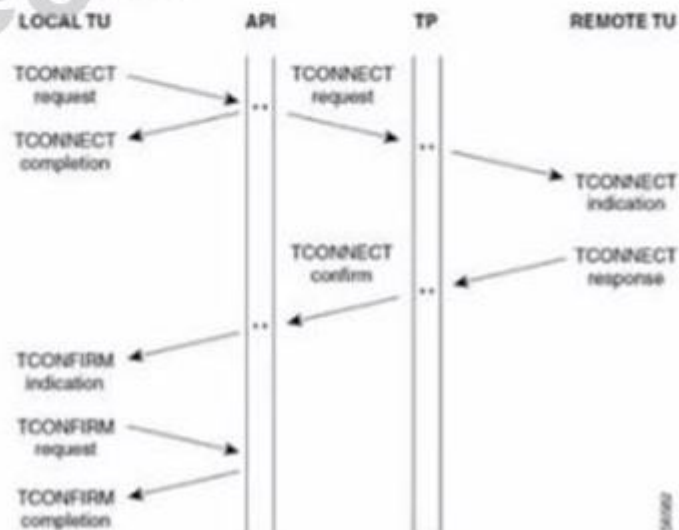 LOCAL TU API TP REMOTE TU
TCONNECT
request
TCONNECT
request
TCONNECT
completion
TCONNECT
indication
TCONNECT
confirm
TCONNECT
response
TCONFIRM
indication
TCONFIRM
request
TCONFIRM
completion